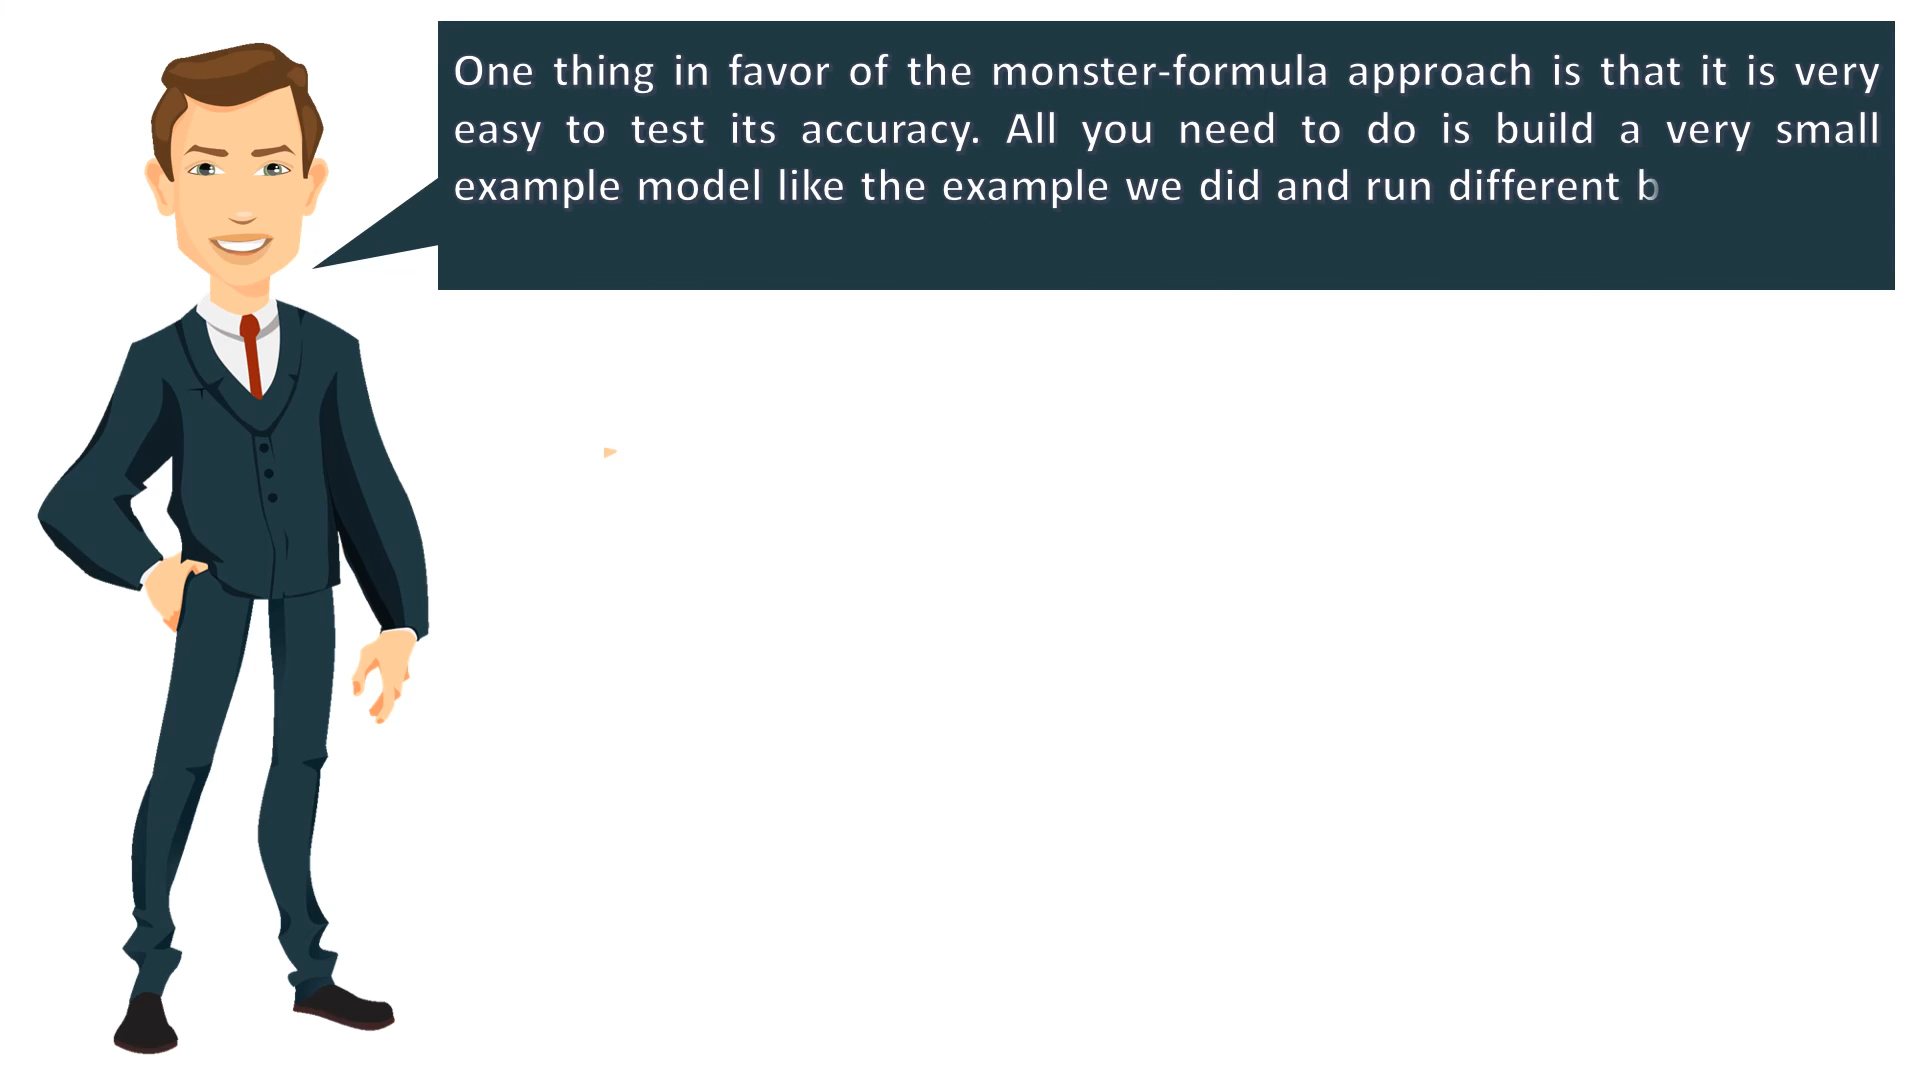 One thing in favor of the monster-formula approach is that it is very
easy to test its accuracy. All you need to do is build a very small
example model like the example we did and run different b